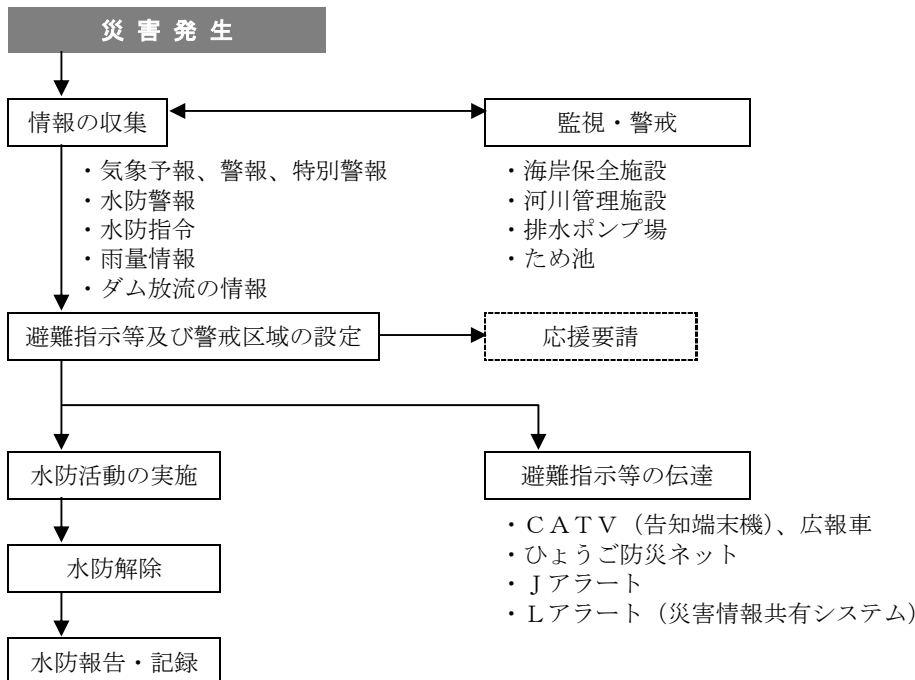 災害発生
情報の収集
監視・警戒
・気象予報、警報、特別警報
・水防警報
・水防指令
・雨量情報
・ダム放流の情報
・海岸保全施設
・河川管理施設
・排水ポンプ場
・ため池
避難指示等及び警戒区域の設定
応援要請
水防活動の実施
避難指示等の伝達
・ＣＡＴＶ（告知端末機）、広報車
・ひょうご防災ネット
・Ｊアラート
・Ｌアラート（災害情報共有システム）
水防解除
水防報告・記録